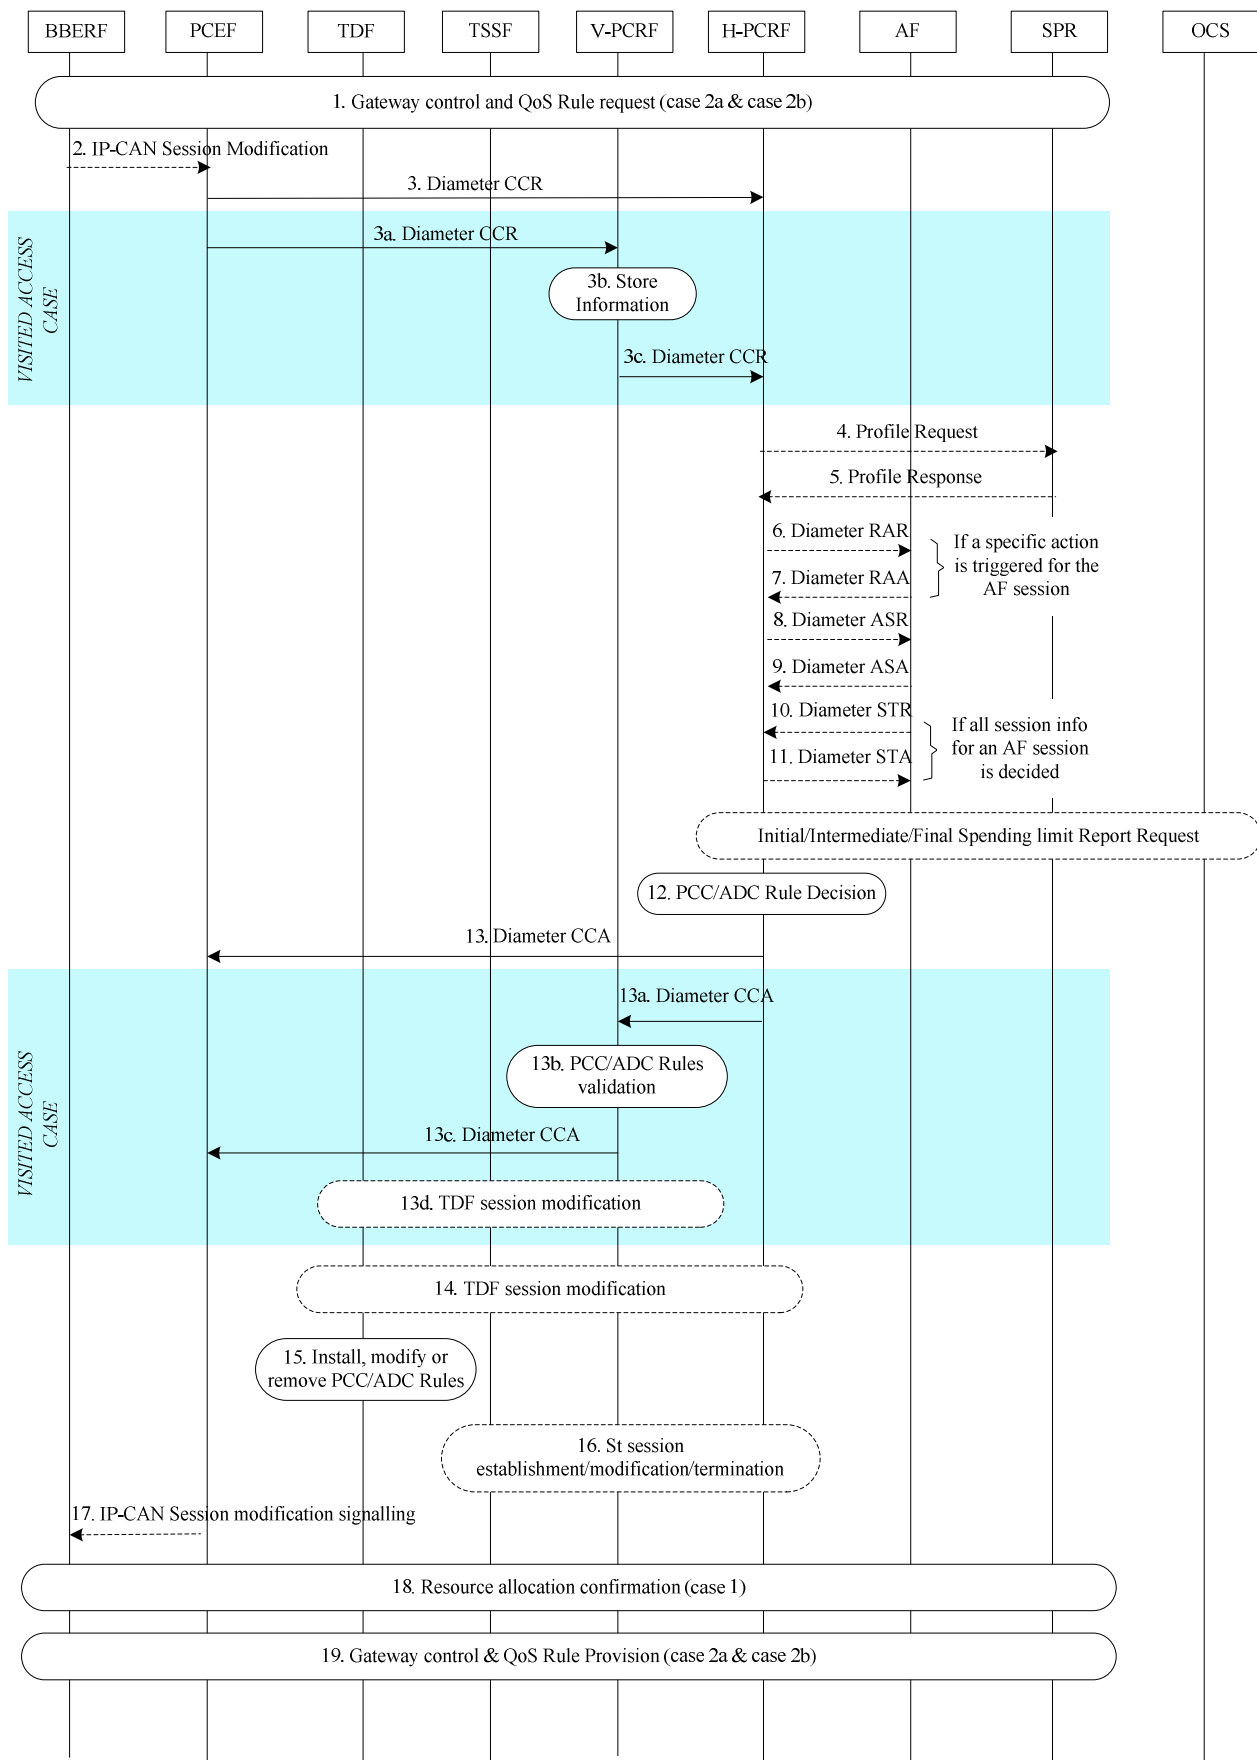 BBERF
PCEF
TDF
TSSF
V-PCRF
H-PCRF
AF
SPR
OCS
1. Gateway control and QoS Rule request (case 2a & case 2b)
2. IP-CAN Session Modification
3. Diameter CCR
VISITED ACCESS
CASE
3a. Diameter CCR
3b. Store
Information
3c. Diameter CCR
4. Profile Request
5. Profile Response
6. Diameter RAR
7. Diameter RAA
If a specific action
is triggered for the
AF session
8. Diameter ASR
9. Diameter ASA
10. Diameter STR
11. Diameter STA
If all session info
for an AF session
is decided
Initial/Intermediate/Final Spending limit Report Request
12. PCC/ADC Rule Decision
13. Diameter CCA
VISITED ACCESS
CASE
13a. Diameter CCA
13b. PCC/ADC Rules
validation
13c. Diameter CCA
13d. TDF session modification
14. TDF session modification
15. Install, modify or
remove PCC/ADC Rules
16. St session
establishment/modification/termination
17. IP-CAN Session modification signalling
18. Resource allocation confirmation (case 1)
19. Gateway control & QoS Rule Provision (case 2a & case 2b)